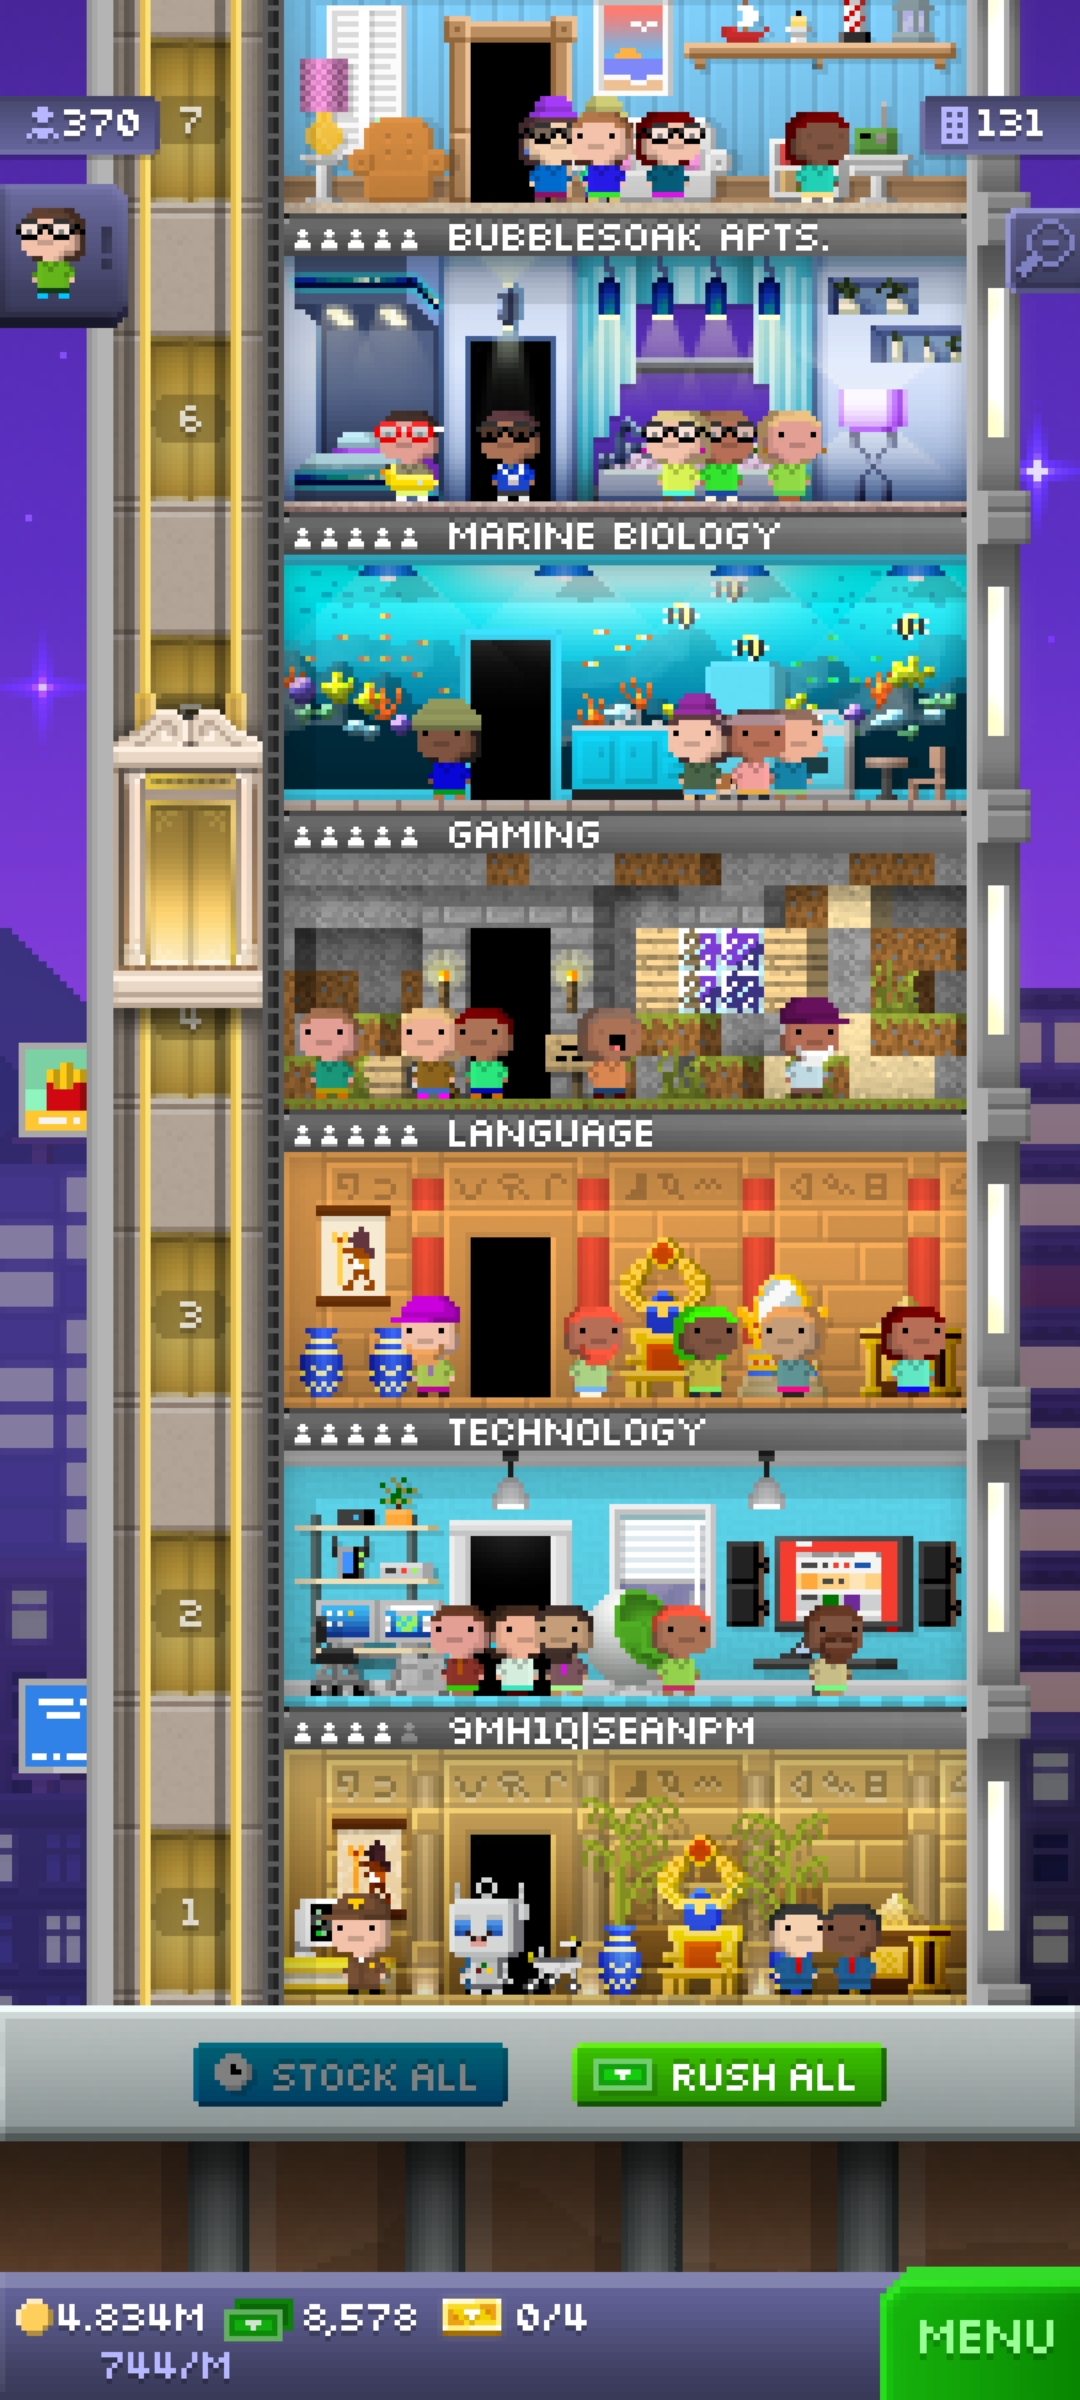 7
370
131
!
BUBBLESOAK APTS.
6
MARINE BIOLOGY
GAMING
4
LANGUAGE
3
TECHNOLOGY
2
9MH1Q|SEANPM
1
STOCK ALL
RUSH ALL
4.834M
8,578
0/4
744/M
MENU